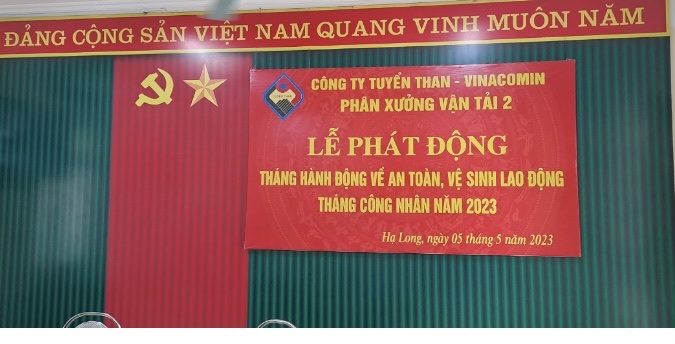 ĐẢNG CỘNG SẢN VIỆT NAM QUANG VINH MUÔN NĂM
CÔNG TY TUYỂN THAN - VINACOMIN
PHÂN XƯỞNG VẬN TẢI 2
LỄ PHÁT ĐỘNG
THÁNG HÀNH ĐỘNG VỀ AN TOÀN, VỆ SINH LAO ĐỘNG
THÁNG CÔNG NHÂN NĂM 2023
Hạ Long, ngày 05 tháng 5 năm 2023